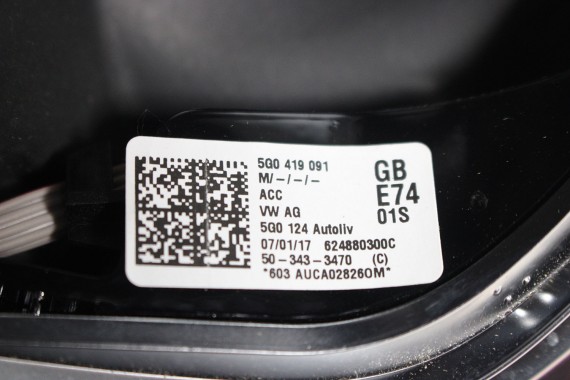 5G0 419 091
M/-/-/-
ACC
VW AG
5G0 124 Autoliv
07/01/17 624880300C
50-343-3470 (C)
*603 AUCA02826OM*
GB
E74
01S